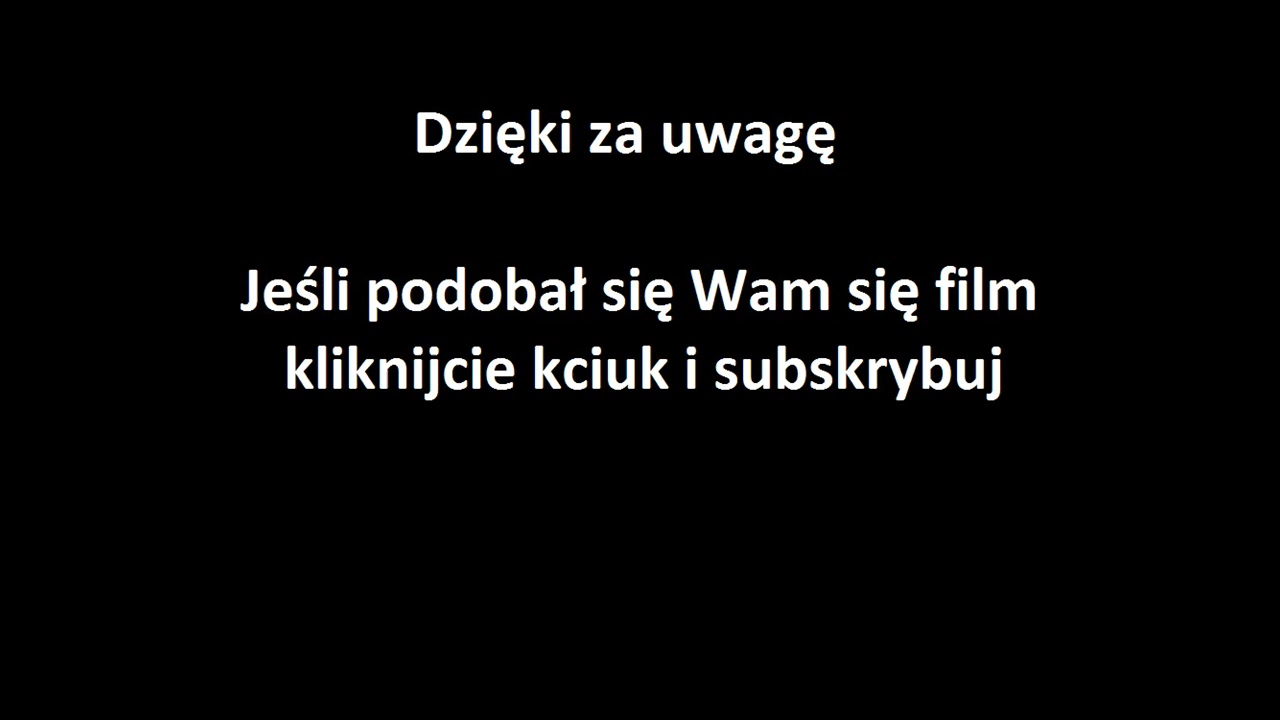 Dzięki za uwagę
Jeśli podobał się Wam się film
kliknijcie kciuk i subskrybuj